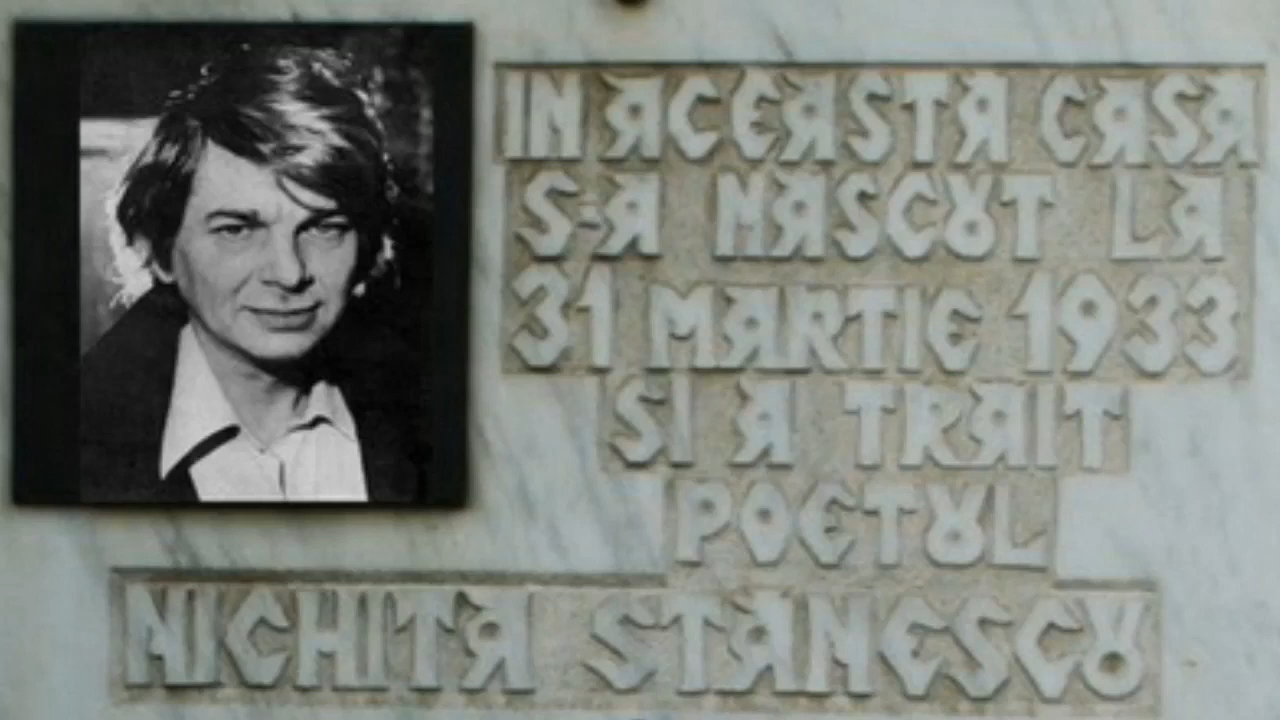 IN ACEASTA CASA
S-A NASCUT LA
31 MARTIE 1933
SI A TRAIT
POETUL
NICHITA STANESCU